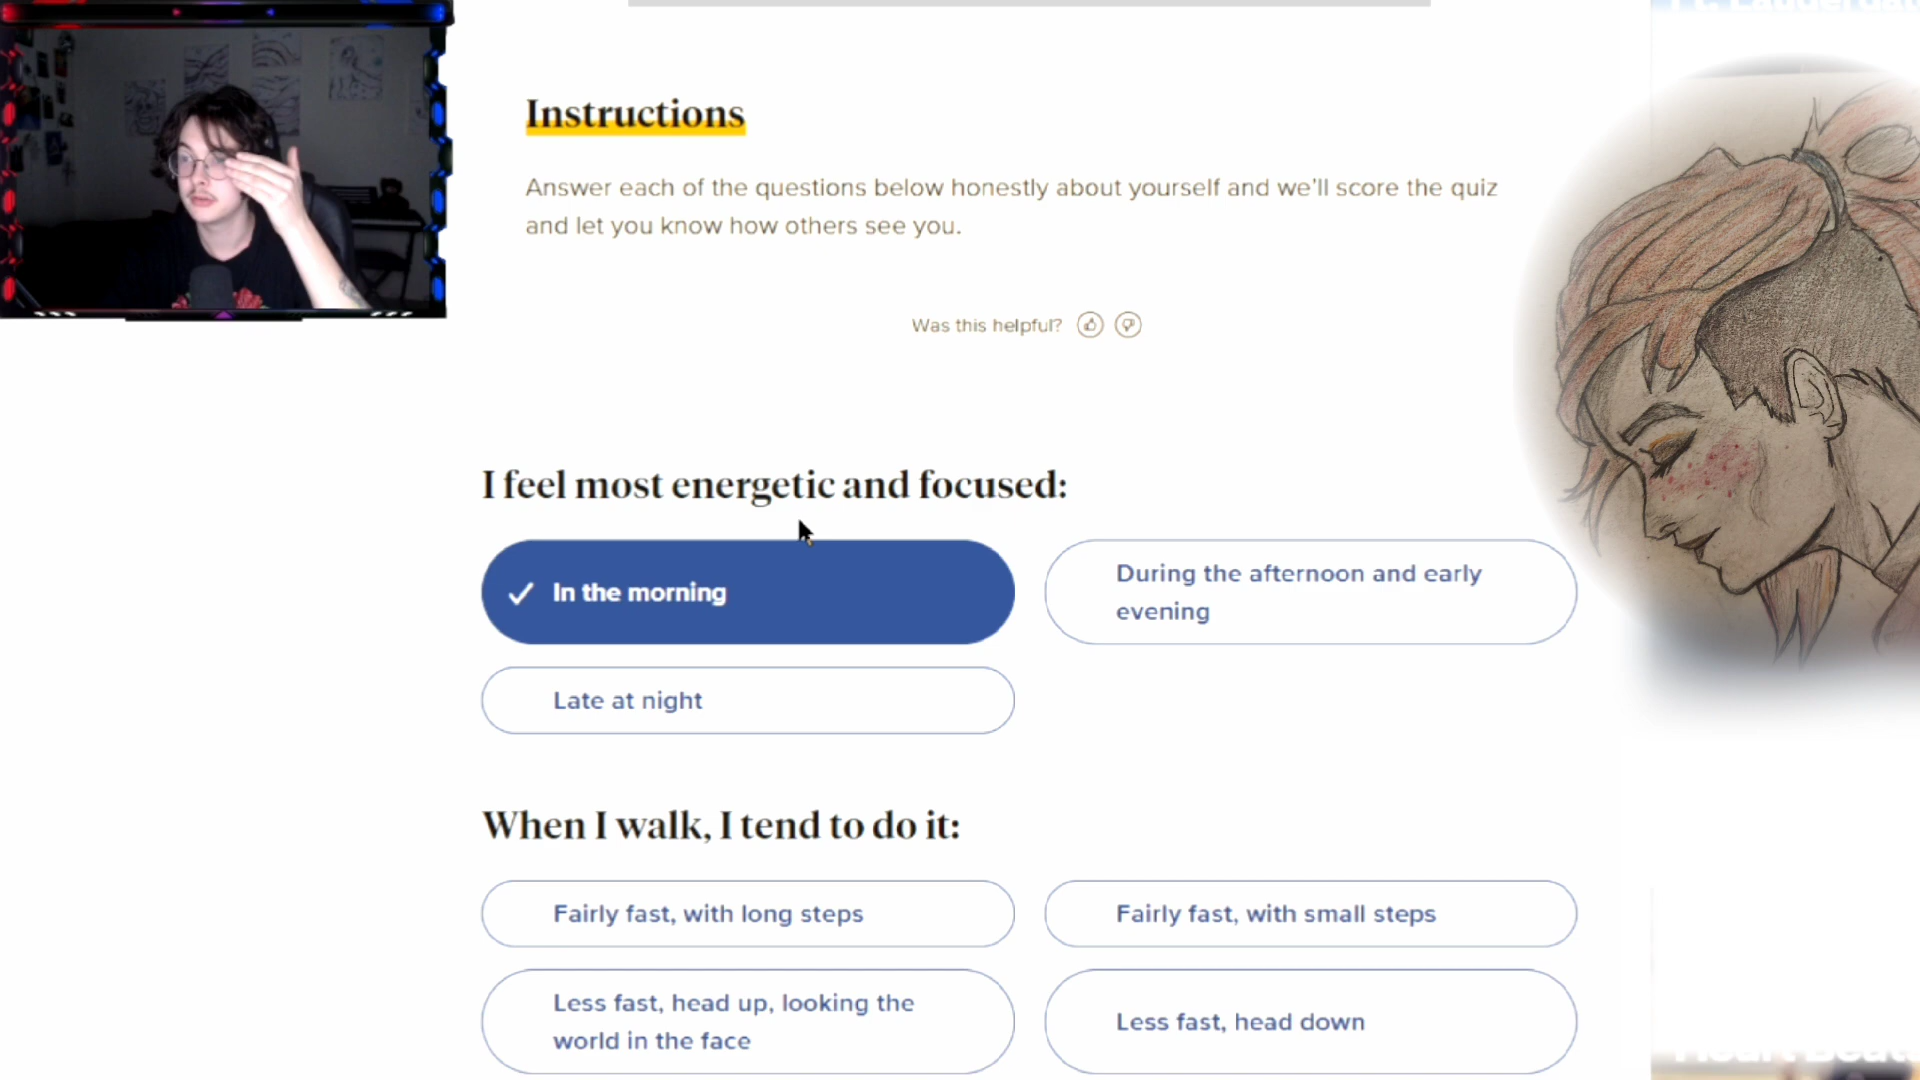 Instructions
Answer each of the questions below honestly about yourself and we'll score the quiz
and let you know how others see you.
Was this helpful?
I feel most energetic and focused:
In the morning
During the afternoon and early
evening
Late at night
When I walk, I tend to do it:
Fairly fast, with long steps
Fairly fast, with small steps
Less fast, head up, looking the
world in the face
Less fast, head down